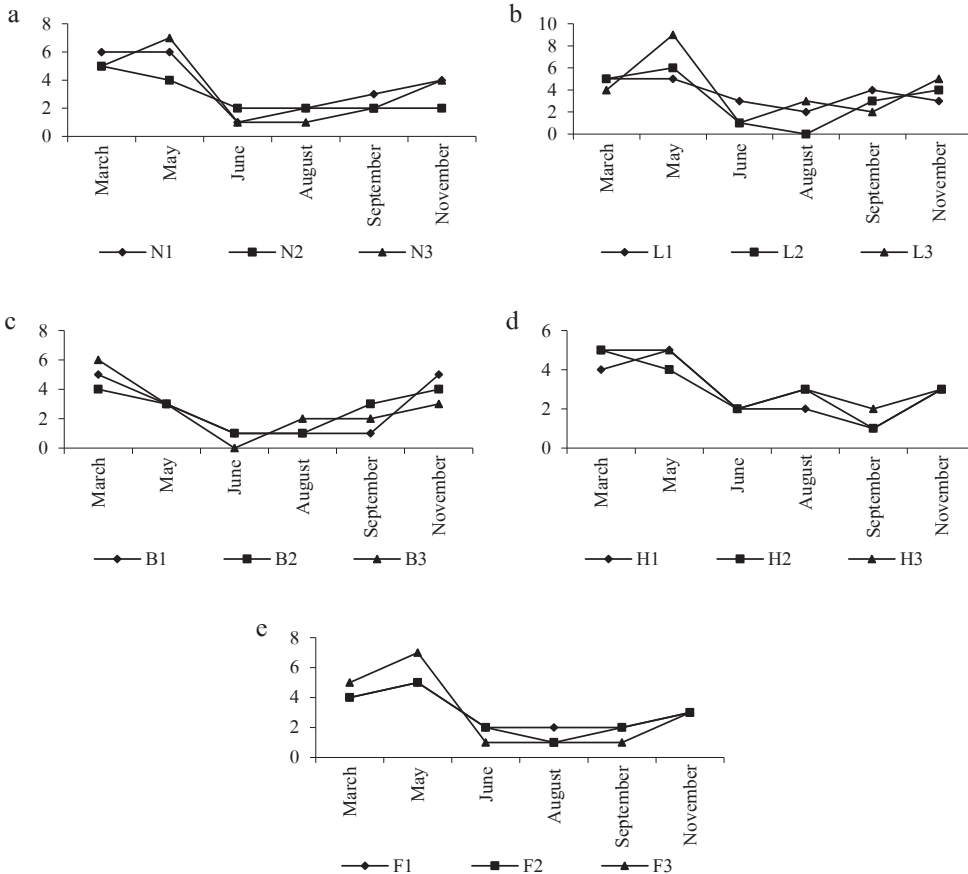 a
8
6
4
2
0
March
May
June
August
September
November
N1 N2 N3
b
10
8
6
4
2
0
March
May
June
August
September
November
L1 L2 L3
c
8
6
4
2
0
March
May
June
August
September
November
B1 B2 B3
d
6
4
2
0
March
May
June
August
September
November
H1 H2 H3
e
8
6
4
2
0
March
May
June
August
September
November
F1 F2 F3